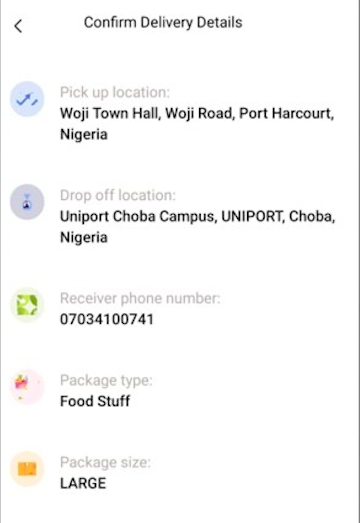 Confirm Delivery Details
Pick up location:
Woji Town Hall, Woji Road, Port Harcourt,
Nigeria
Drop off location:
Uniport Choba Campus, UNIPORT, Choba,
Nigeria
Receiver phone number:
07034100741
Package type:
Food Stuff
Package size:
LARGE